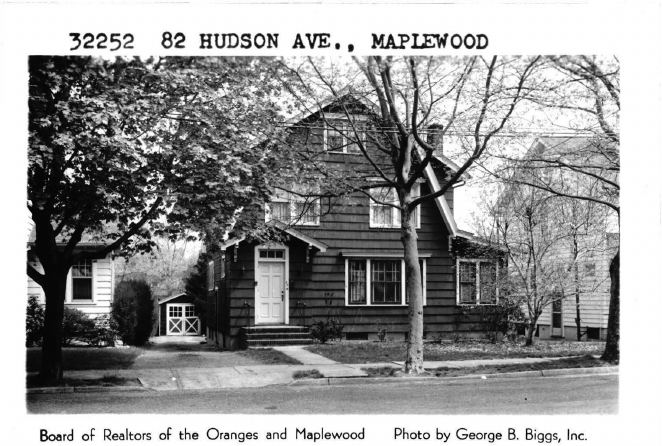 32252 82 HUDSON AVE., MAPLEWOOD
Board of Realtors of the Oranges and Maplewood Photo by George B. Biggs, Inc.